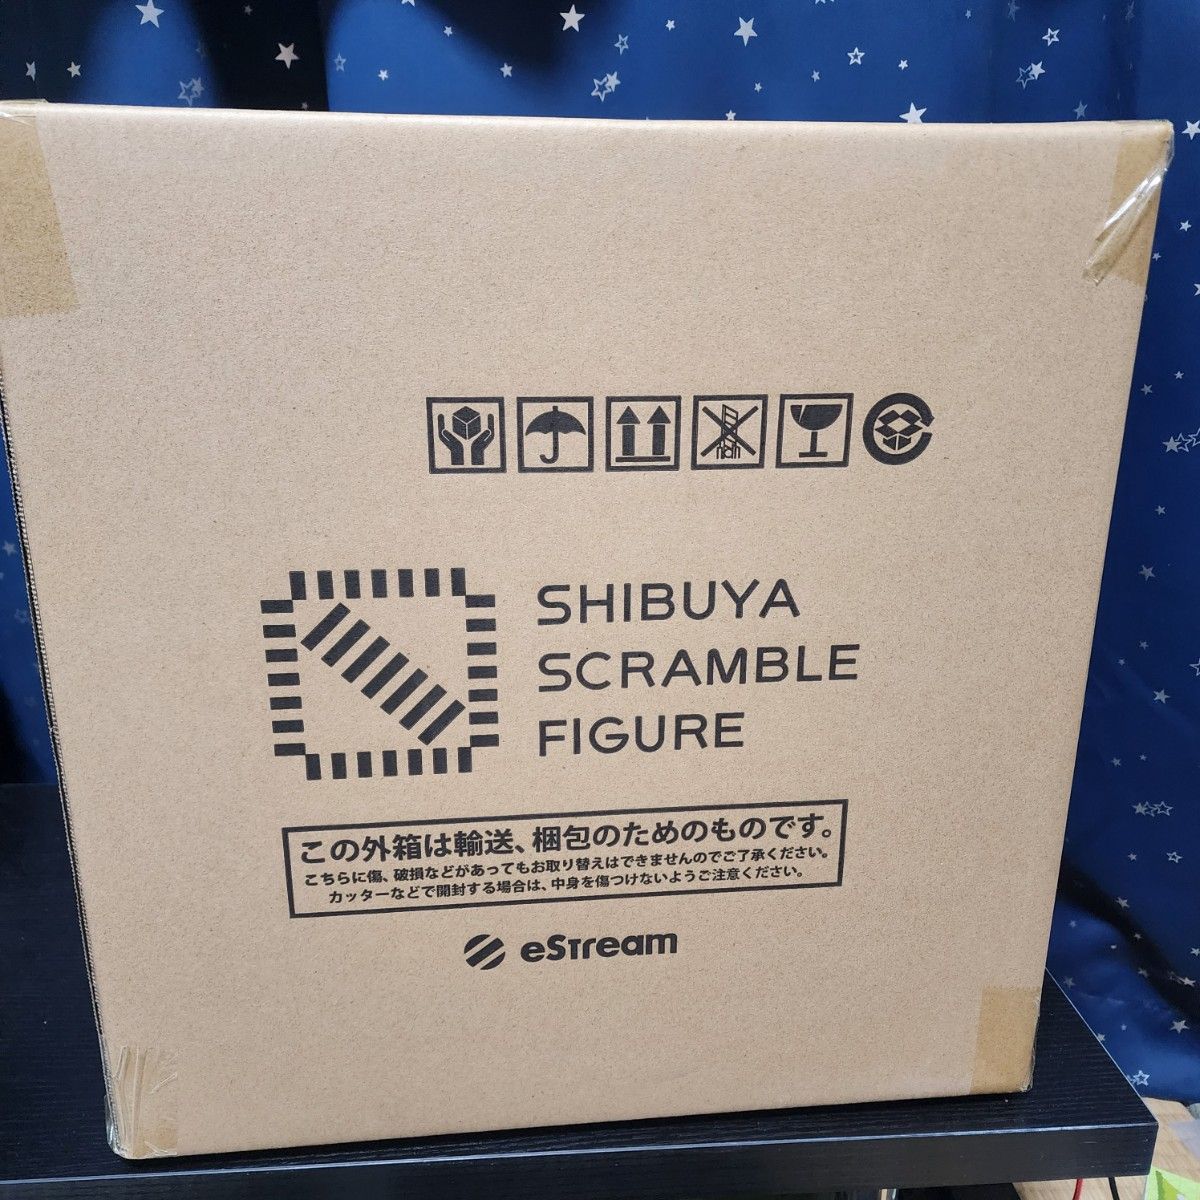 SHIBUYA
SCRAMBLE
FIGURE
この外箱は輸送、梱包のためのものです。
こちらに傷、破損などがあってもお取り替えはできませんのでご了承ください。
カッターなどで開封する場合は、中身を傷つけないようご注意ください。
eStream